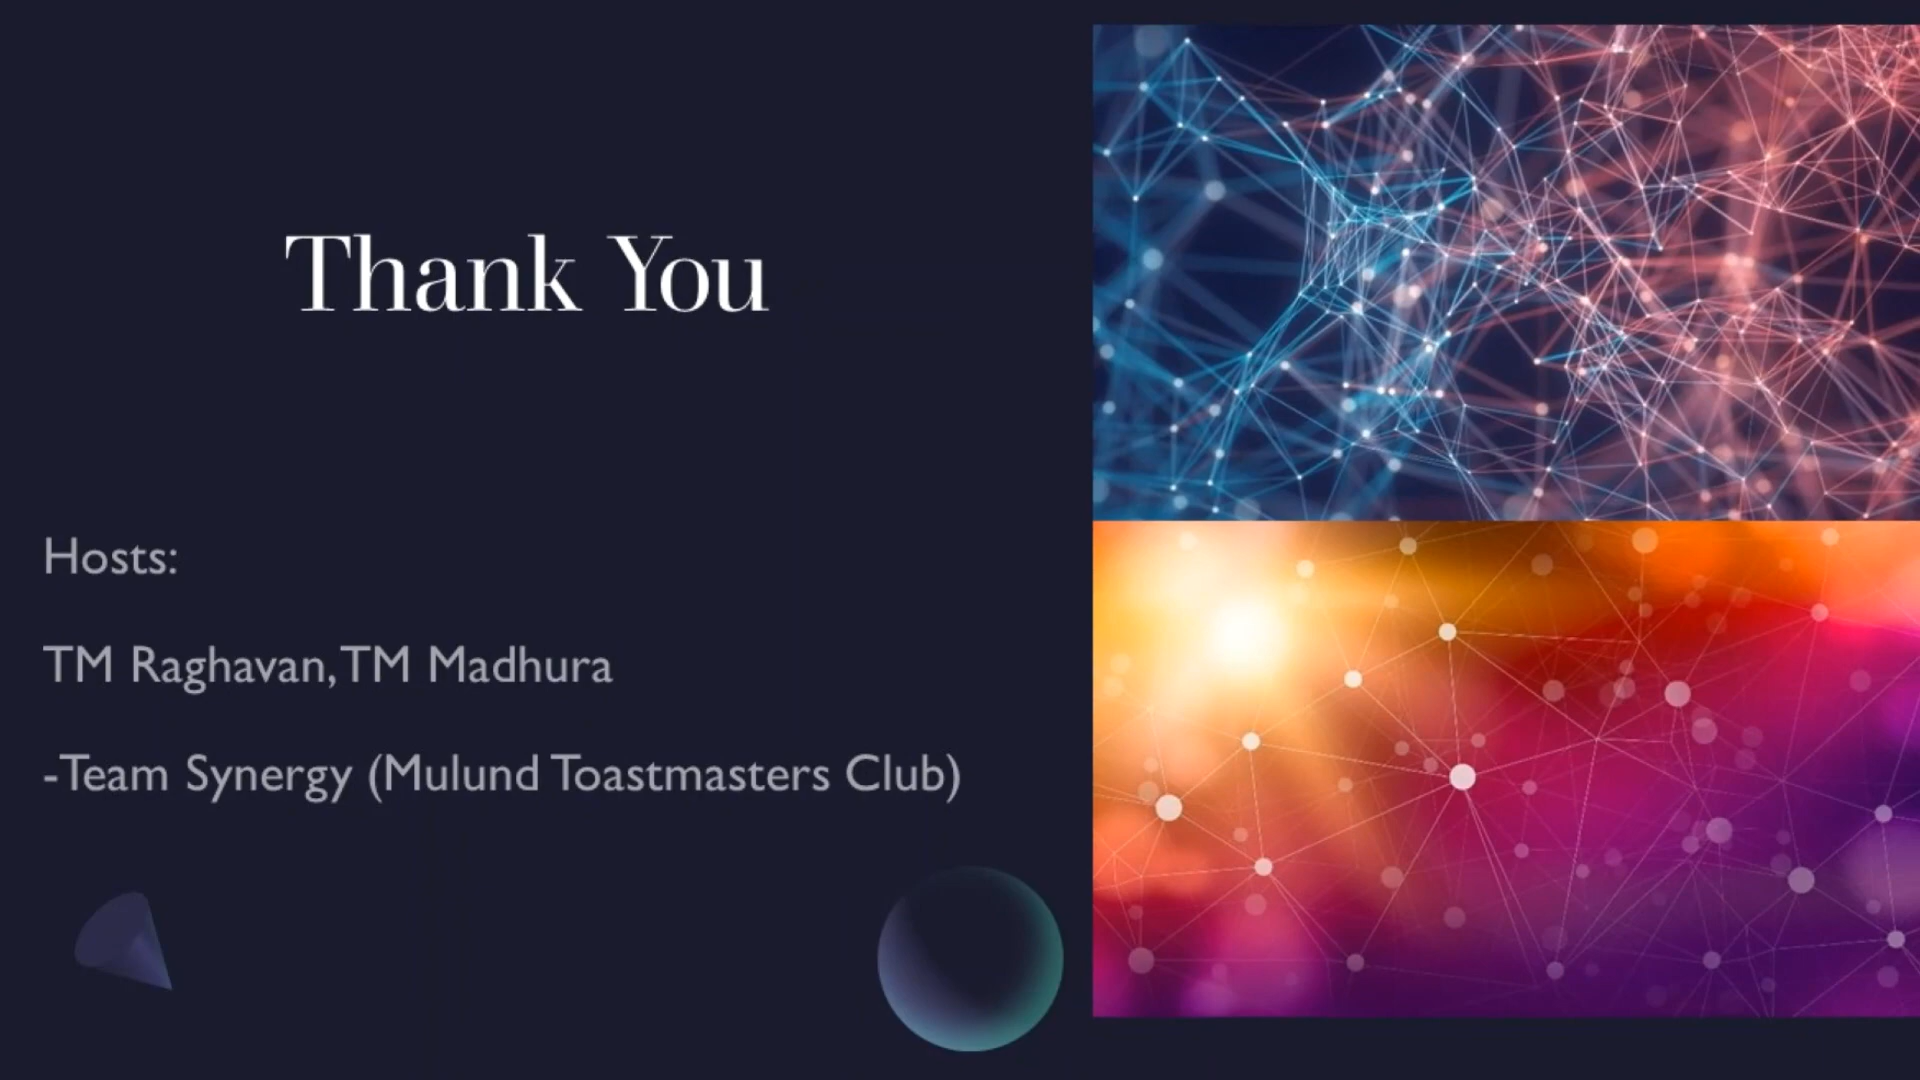 Thank You
Hosts:
TM Raghavan, TM Madhura
-Team Synergy (Mulund Toastmasters Club)